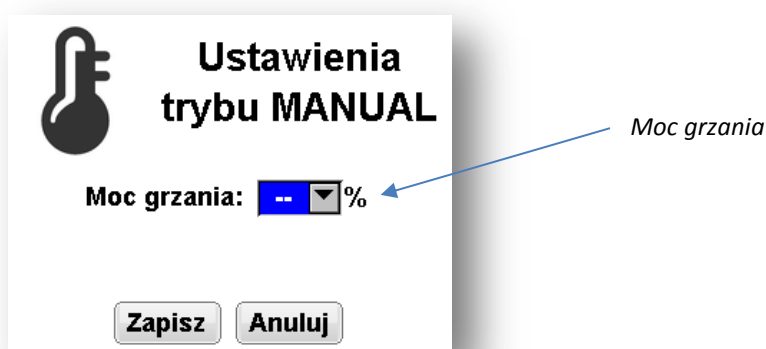 Ustawienia
trybu MANUAL
Moc grzania
Moc grzania: -- %
Zapisz Anuluj